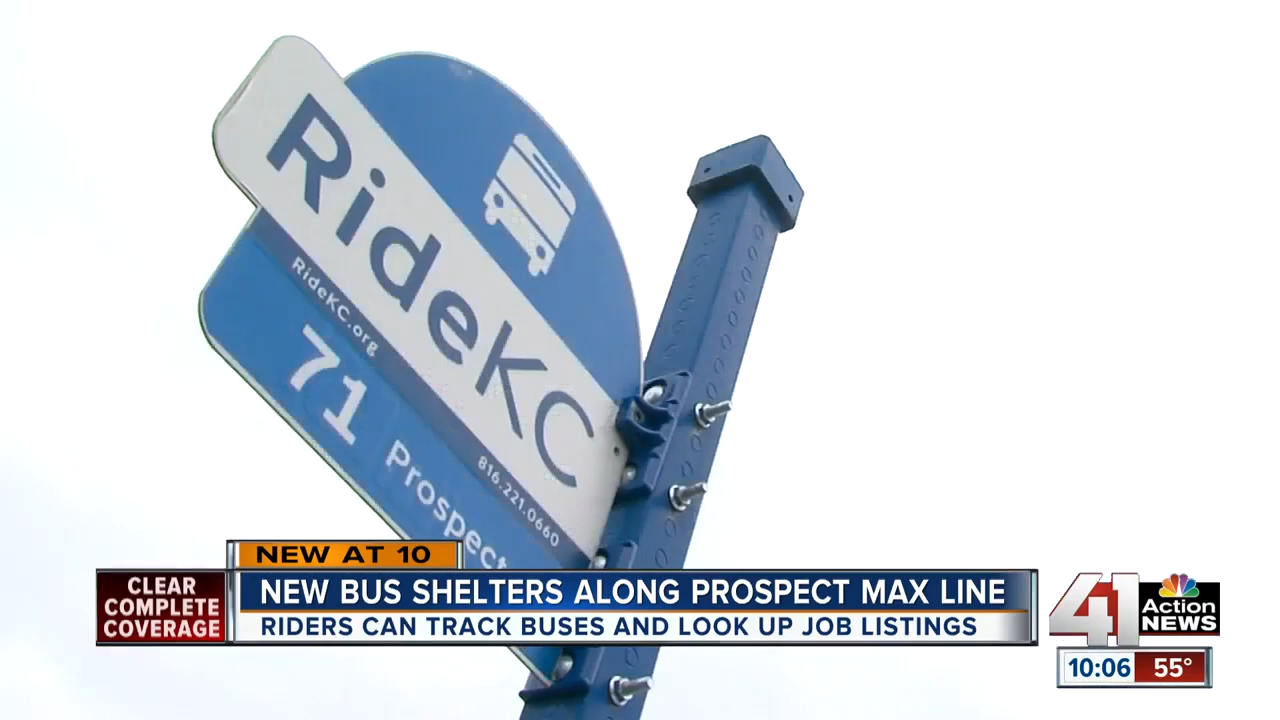 RideKC
RideKC.org
816.221.0660
71 Prospect
NEW AT 10
CLEAR
COMPLETE
COVERAGE
NEW BUS SHELTERS ALONG PROSPECT MAX LINE
RIDERS CAN TRACK BUSES AND LOOK UP JOB LISTINGS
41
Action
NEWS
10:06
55°